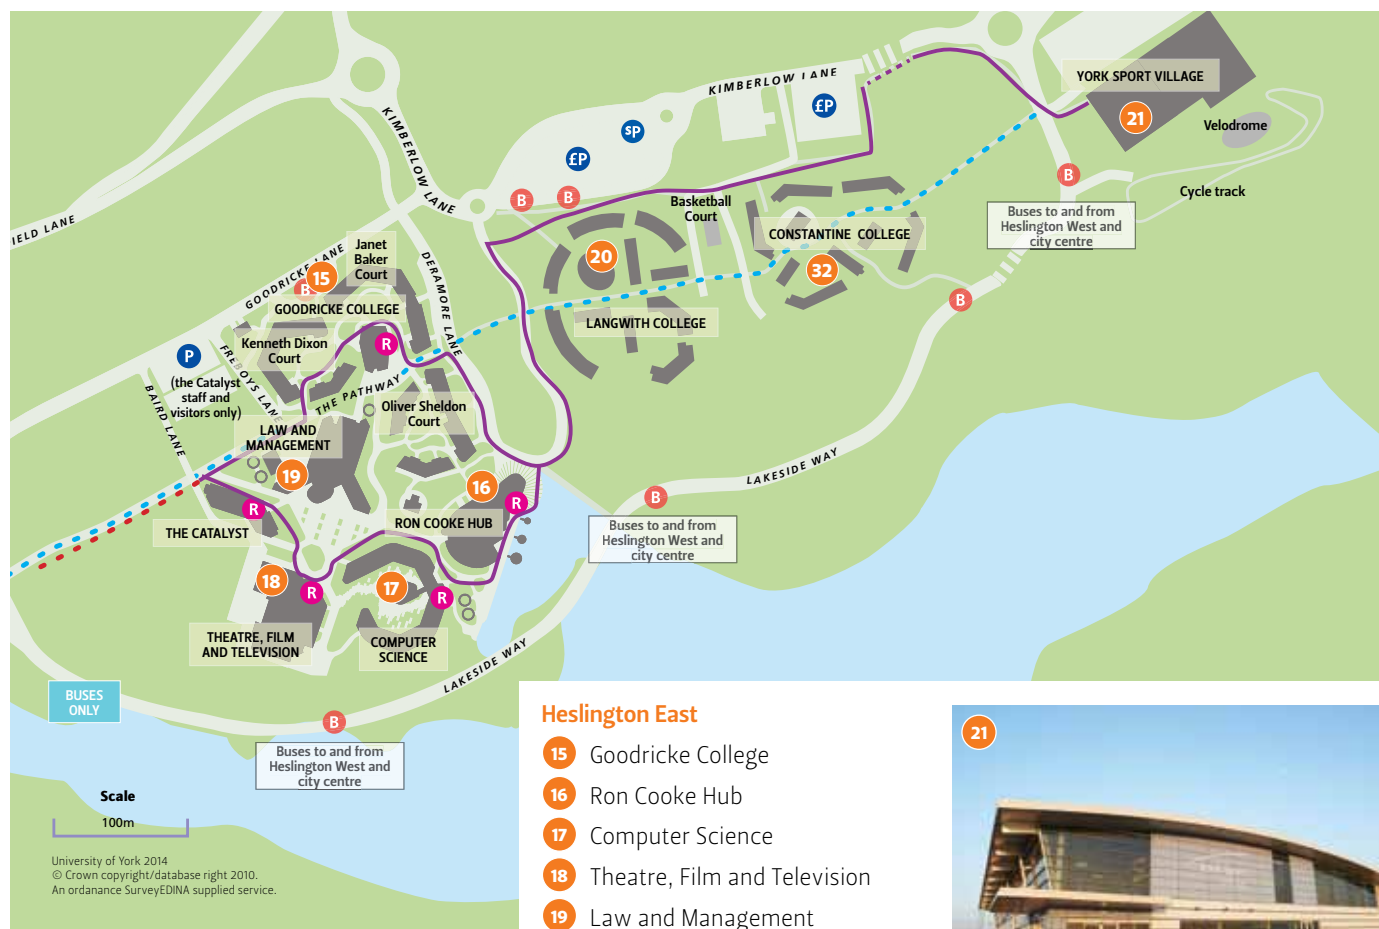 KIMBERLOW LANE
£P
sP
£P
YORK SPORT VILLAGE
21
Velodrome
Cycle track
B
Buses to and from
Heslington West and
city centre
KIMBERLOW LANE
B
B
Basketball
Court
CONSTANTINE COLLEGE
32
20
LANGWITH COLLEGE
B
IELD LANE
GOODRICKE LANE
Janet
Baker
Court
15
B
GOODRICKE COLLEGE
DERAMORE LANE
Kenneth Dixon
Court
R
P
(the Catalyst
staff and
visitors only)
FREBOYS LANE
THE PATHWAY
BAIRD LANE
Oliver Sheldon
Court
LAW AND
MANAGEMENT
19
16
R
RON COOKE HUB
R
THE CATALYST
18
R
17
R
THEATRE, FILM
AND TELEVISION
COMPUTER
SCIENCE
LAKESIDE WAY
B
Buses to and from
Heslington West and
city centre
LAKESIDE WAY
BUSES
ONLY
B
Buses to and from
Heslington West and
city centre
Scale
100m
University of York 2014
© Crown copyright/database right 2010.
An ordanance SurveyEDINA supplied service.
Heslington East
15 Goodricke College
16 Ron Cooke Hub
17 Computer Science
18 Theatre, Film and Television
19 Law and Management
21